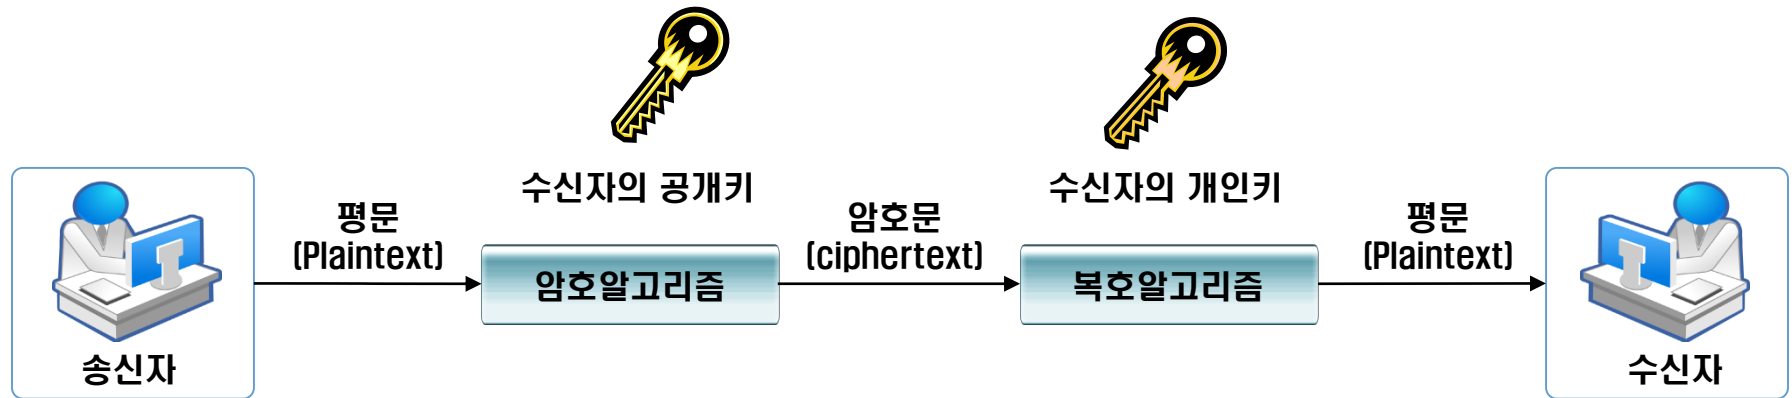 수신자의 공개키
수신자의 개인키
평문
(Plaintext)
암호문
(ciphertext)
평문
(Plaintext)
암호알고리즘
복호알고리즘
송신자
수신자